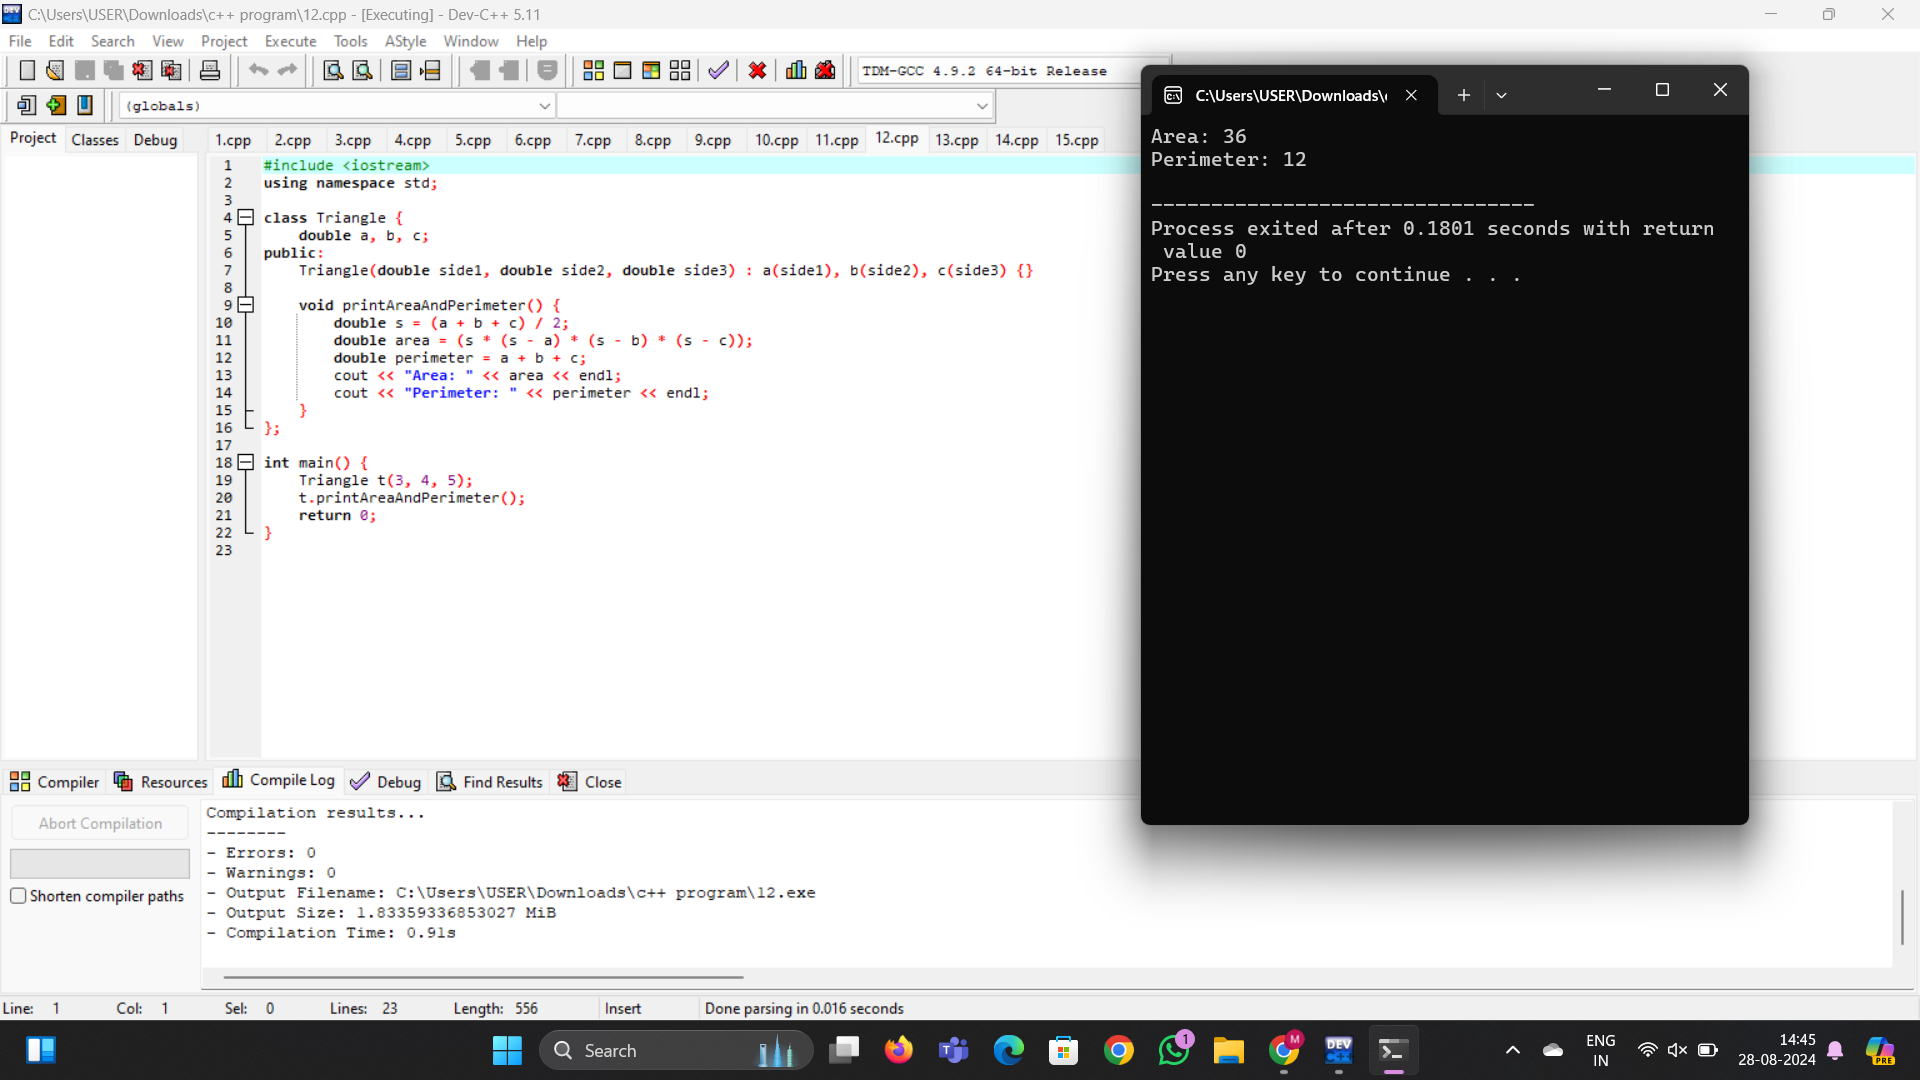 C:\Users\USER\Downloads\c++ program\12.cpp - [Executing] - Dev-C++ 5.11
File Edit Search View Project Execute Tools AStyle Window Help
TDM-GCC 4.9.2 64-bit Release
(globals)
Project Classes Debug
1.cpp 2.cpp 3.cpp 4.cpp 5.cpp 6.cpp 7.cpp 8.cpp 9.cpp 10.cpp 11.cpp 12.cpp 13.cpp 14.cpp 15.cpp
1 #include <iostream>
2 using namespace std;
3
4 class Triangle {
5 double a, b, c;
6 public:
7 Triangle(double side1, double side2, double side3) : a(side1), b(side2), c(side3) {}
8
9 void printAreaAndPerimeter() {
10 double s = (a + b + c) / 2;
11 double area = (s * (s - a) * (s - b) * (s - c));
12 double perimeter = a + b + c;
13 cout << "Area: " << area << endl;
14 cout << "Perimeter: " << perimeter << endl;
15 }
16 };
17
18 int main() {
19 Triangle t(3, 4, 5);
20 t.printAreaAndPerimeter();
21 return 0;
22 }
23
C:\Users\USER\Downloads\
Area: 36
Perimeter: 12
--------------------------------
Process exited after 0.1801 seconds with return
value 0
Press any key to continue . . .
Compiler Resources Compile Log Debug Find Results Close
Abort Compilation
Shorten compiler paths
Compilation results...
--------
- Errors: 0
- Warnings: 0
- Output Filename: C:\Users\USER\Downloads\c++ program\12.exe
- Output Size: 1.83359336853027 MiB
- Compilation Time: 0.91s
Line: 1 Col: 1 Sel: 0 Lines: 23 Length: 556 Insert Done parsing in 0.016 seconds
Search
DEV
1
M
PRE
ENG
IN
14:45
28-08-2024